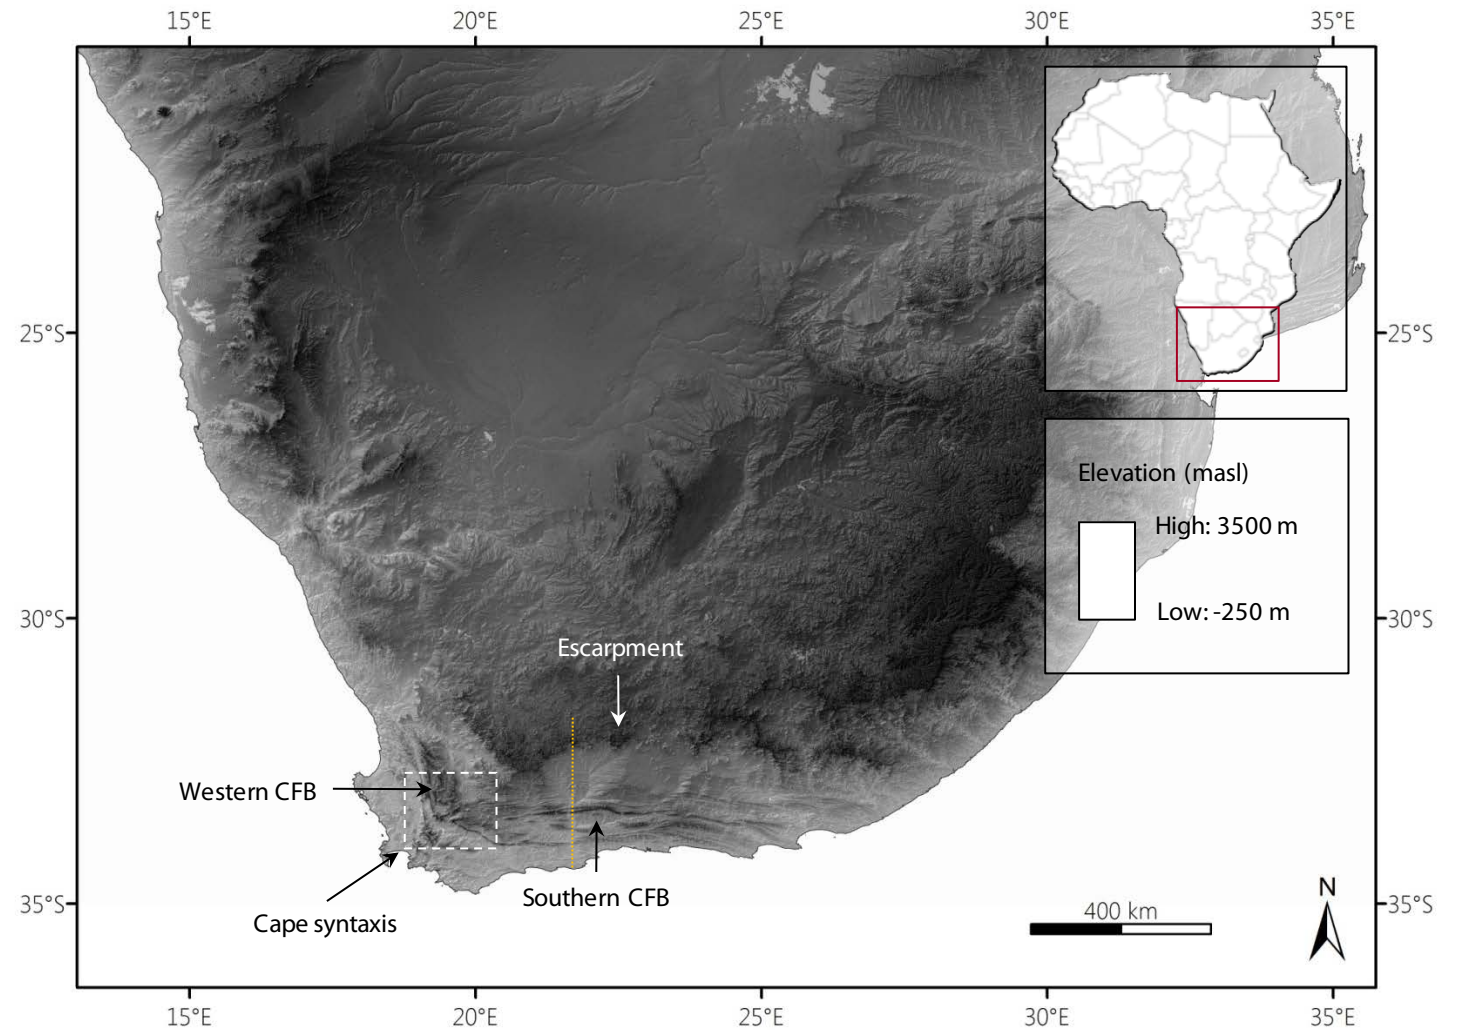 15°E 20°E 25°E 30°E 35°E
25°S 25°S
Elevation (masl)
High: 3500 m
Low: -250 m
30°S 30°S
Escarpment
Western CFB
Southern CFB
Cape syntaxis
35°S 35°S
400 km
N
15°E 20°E 25°E 30°E 35°E